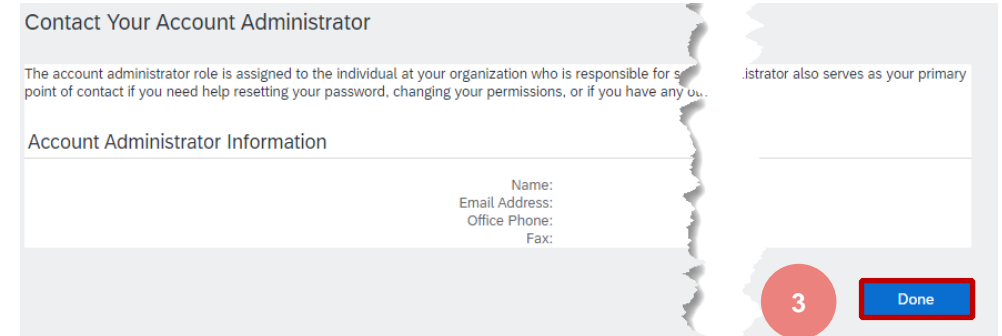 Contact Your Account Administrator
The account administrator role is assigned to the individual at your organization who is responsible for istrator also serves as your primary
point of contact if you need help resetting your password, changing your permissions, or if you have any
Account Administrator Information
Name:
Email Address:
Office Phone:
Fax:
3
Done